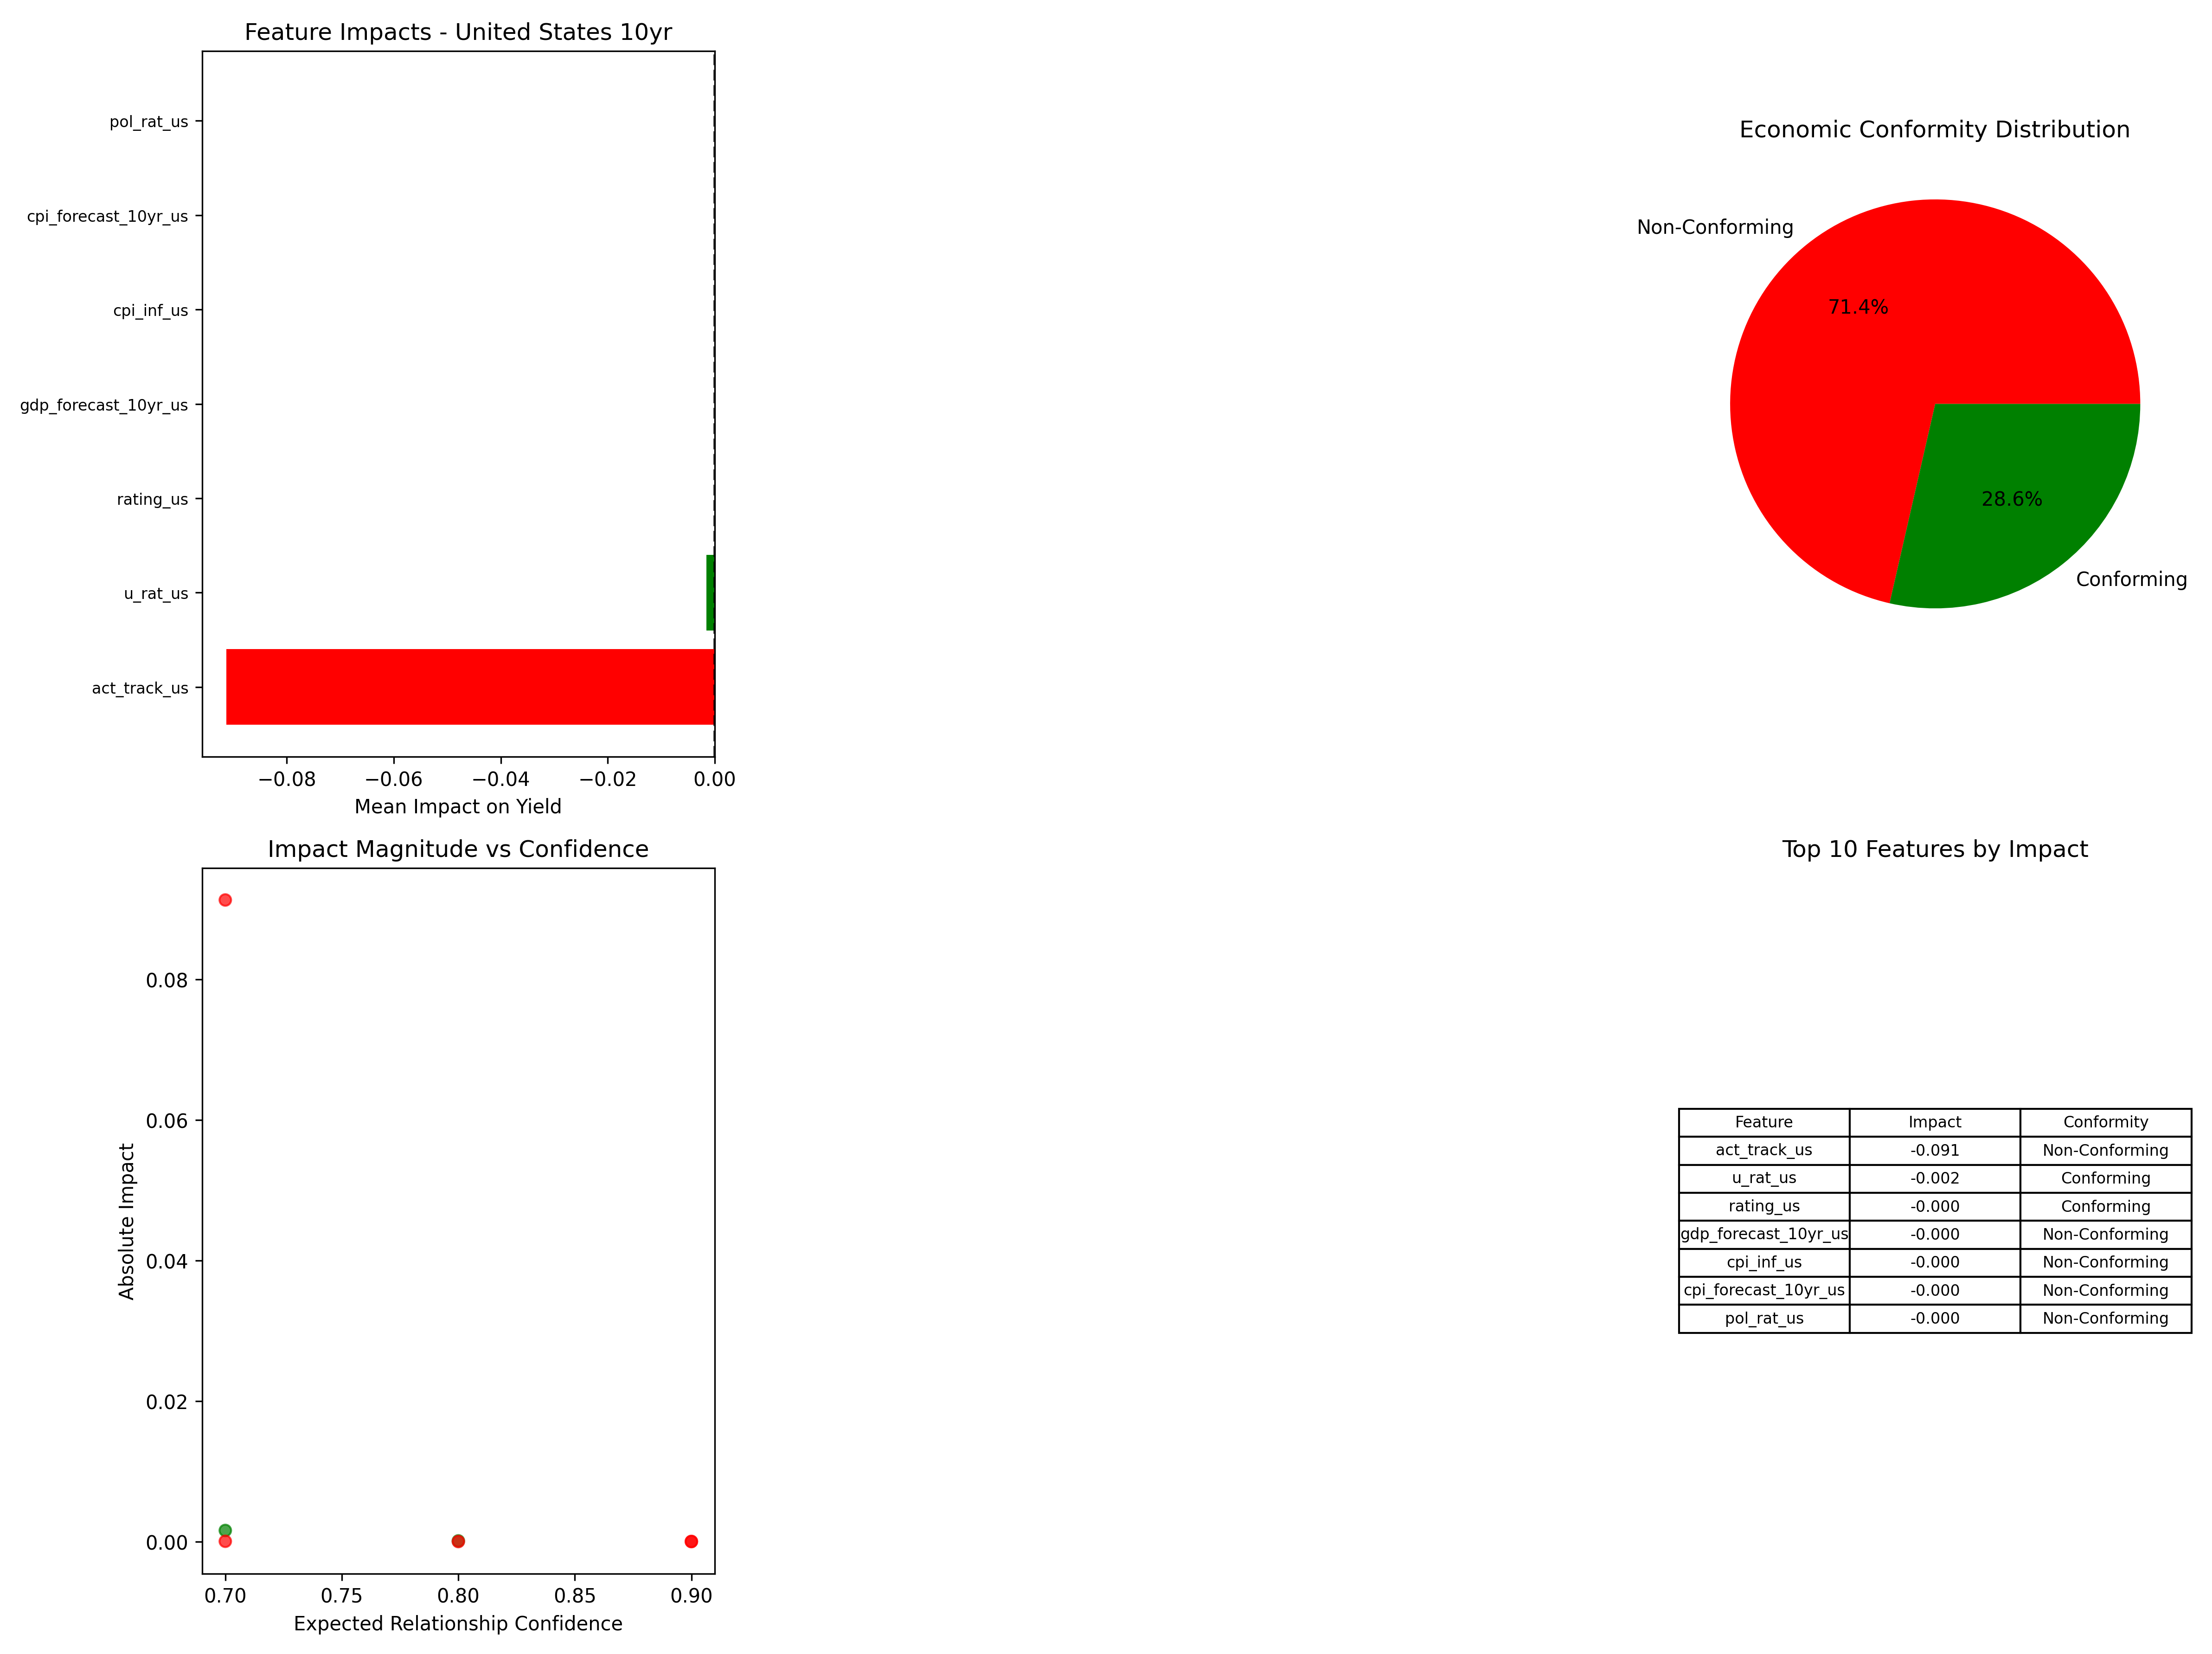 Feature Impacts - United States 10yr
pol_rat_us
cpi_forecast_10yr_us
cpi_inf_us
gdp_forecast_10yr_us
rating_us
u_rat_us
act_track_us
−0.08 −0.06 −0.04 −0.02 0.00
Mean Impact on Yield
Economic Conformity Distribution
Non-Conforming
71.4%
28.6%
Conforming
Impact Magnitude vs Confidence
Absolute Impact
0.08
0.06
0.04
0.02
0.00
0.70 0.75 0.80 0.85 0.90
Expected Relationship Confidence
Top 10 Features by Impact
Feature Impact Conformity
act_track_us -0.091 Non-Conforming
u_rat_us -0.002 Conforming
rating_us -0.000 Conforming
gdp_forecast_10yr_us -0.000 Non-Conforming
cpi_inf_us -0.000 Non-Conforming
cpi_forecast_10yr_us -0.000 Non-Conforming
pol_rat_us -0.000 Non-Conforming